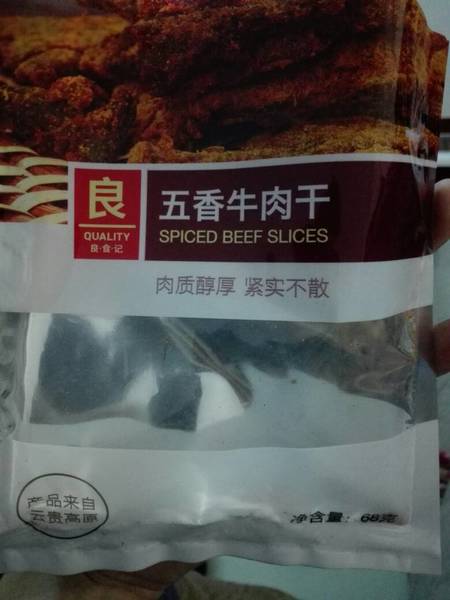 良
QUALITY
良·食·记
五香牛肉干
SPICED BEEF SLICES
肉质醇厚 紧实不散
产品来自
云贵高原
净含量：68克